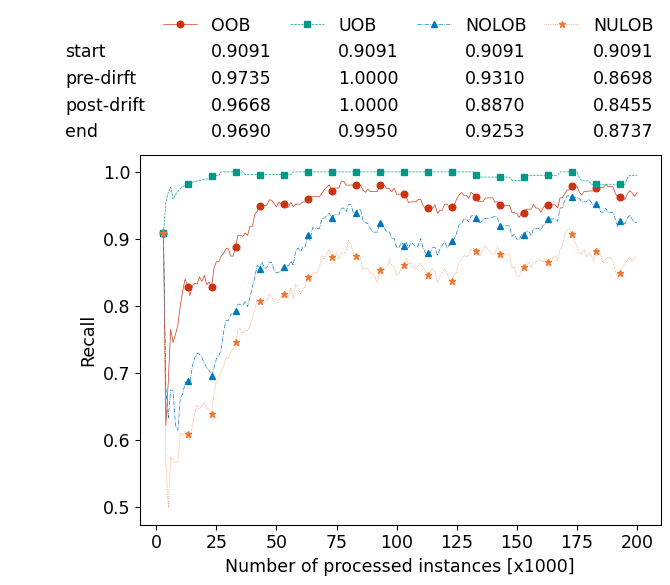 OOB UOB NOLOB NULOB
start 0.9091 0.9091 0.9091 0.9091
pre-dirft 0.9735 1.0000 0.9310 0.8698
post-drift 0.9668 1.0000 0.8870 0.8455
end 0.9690 0.9950 0.9253 0.8737
1.0
0.9
0.8
0.7
0.6
0.5
Recall
0 25 50 75 100 125 150 175 200
Number of processed instances [x1000]